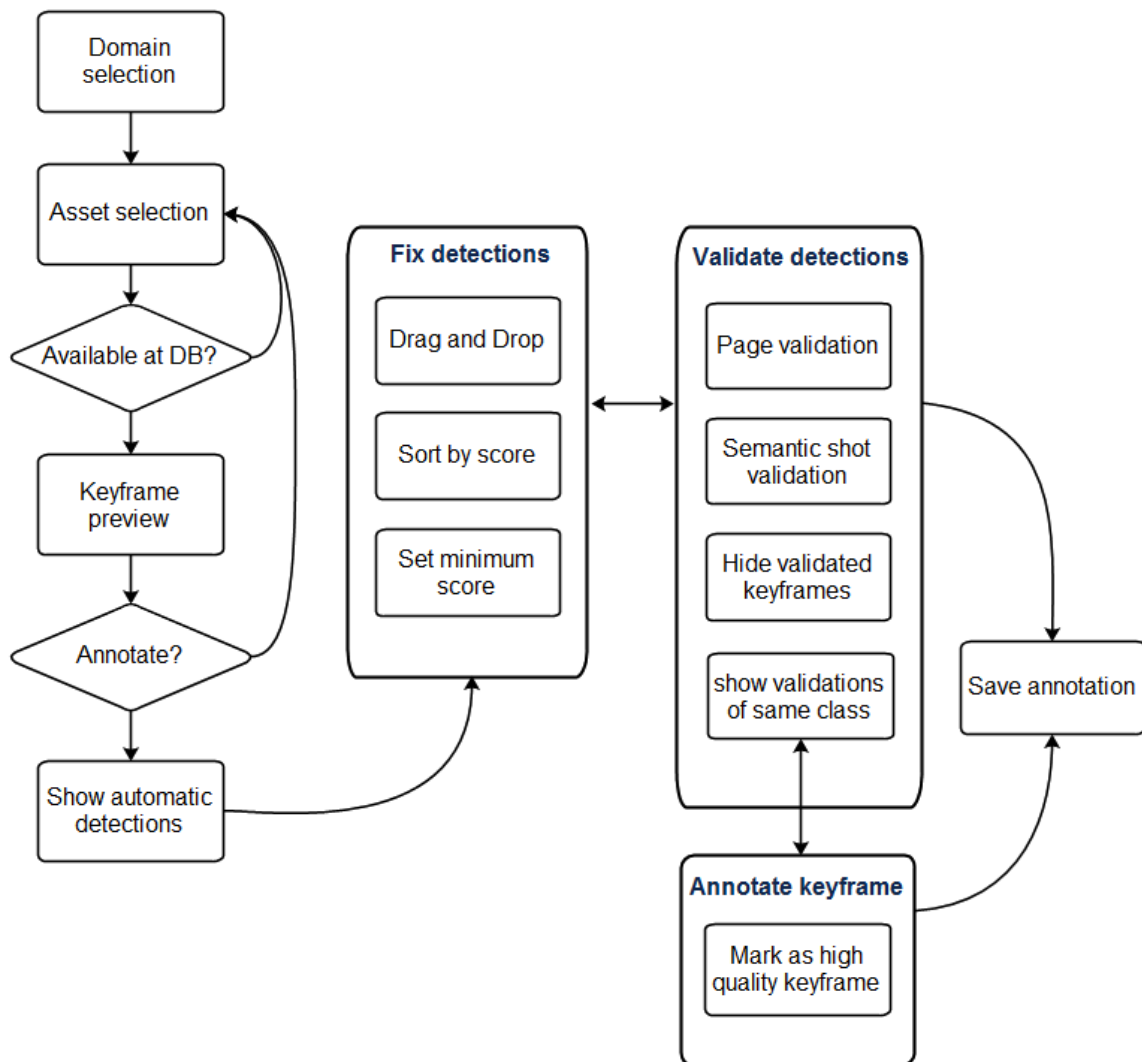 Domain
selection
Asset selection
Available at DB?
Keyframe
preview
Annotate?
Show automatic
detections
Fix detections
Drag and Drop
Sort by score
Set minimum
score
Validate detections
Page validation
Semantic shot
validation
Hide validated
keyframes
show validations
of same class
Annotate keyframe
Mark as high
quality keyframe
Save annotation